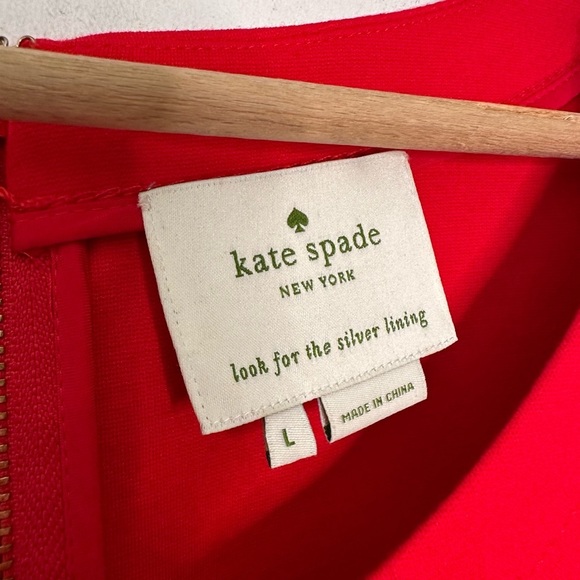 kate spade
NEW YORK
look for the silver lining
L
MADE IN CHINA